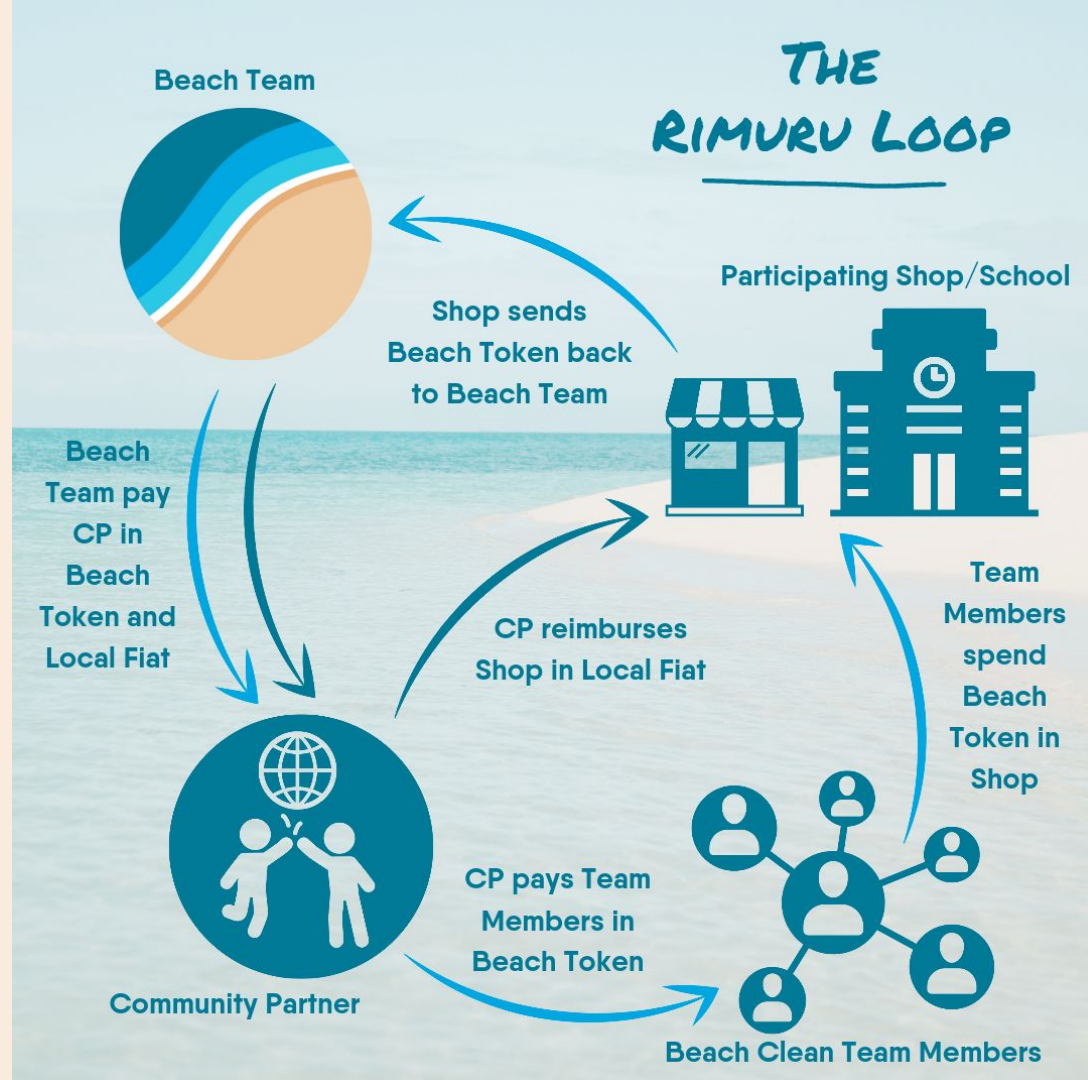 THE
RIMURU LOOP
Beach Team
Participating Shop/School
Shop sends
Beach Token back
to Beach Team
Beach
Team pay
CP in
Beach
Token and
Local Fiat
CP reimburses
Shop in Local Fiat
Team
Members
spend
Beach
Token in
Shop
CP pays Team
Members in
Beach Token
Community Partner
Beach Clean Team Members